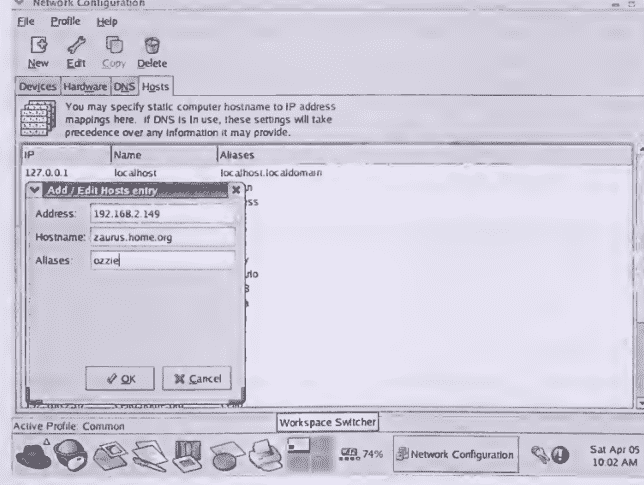 Network Configuration
File Profile Help
New Edit Copy Delete
Devices Hardware DNS Hosts
You may specify static computer hostname to IP address
mappings here. If DNS is in use, these settings will take
precedence over any information it may provide.
IP Name Aliases
127.0.0.1 localhost localhost.localdomain
Add / Edit Hosts entry
Address: 192.168.2.149
Hostname: zaurus.home.org
Aliases: ozzie
OK Cancel
Active Profile: Common
Workspace Switcher
74% Network Configuration
Sat Apr 05
10:02 AM